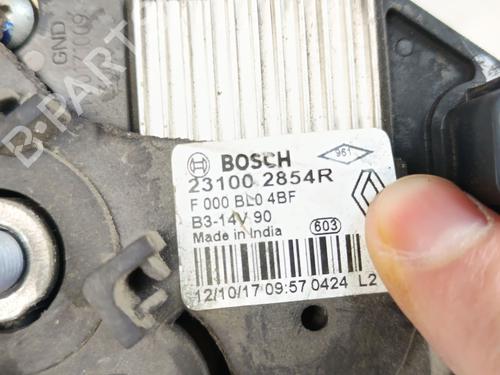 GND
B-Parts
BOSCH
961
23100 2854R
F 000 BL0 4BF
B3-14V 90
Made in India
603
12/10/17 09:57 0424 L2